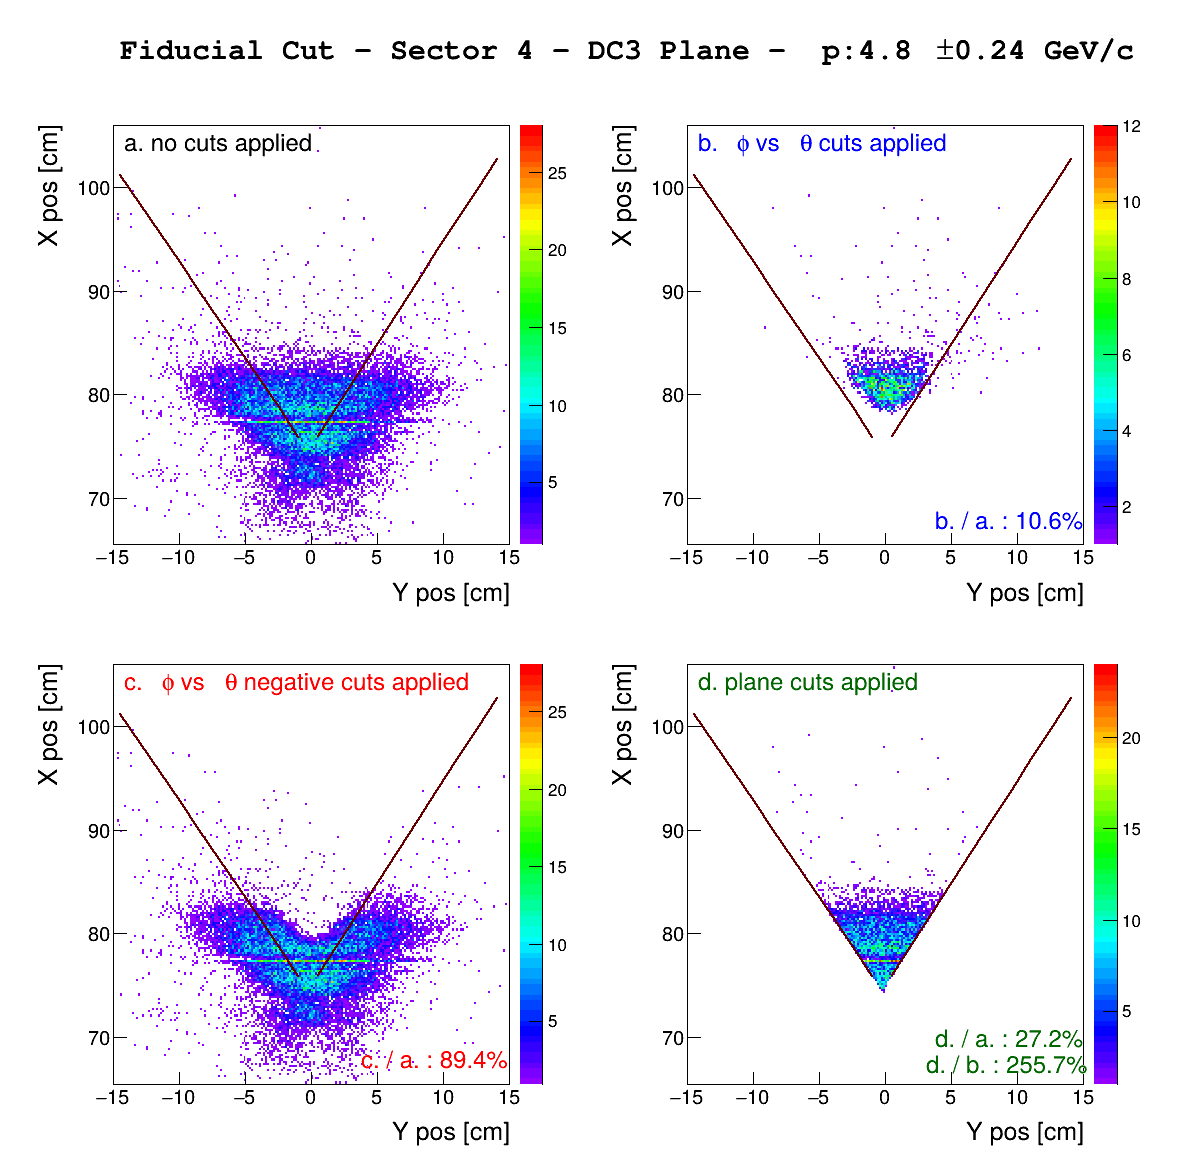 Fiducial Cut – Sector 4 – DC3 Plane – p:4.8 ±0.24 GeV/c
X pos [cm]
a. no cuts applied
100
90
80
70
−15 −10 −5 0 5 10 15
Y pos [cm]
25
20
15
10
5
X pos [cm]
b. ϕ vs θ cuts applied
100
90
80
70
b. / a. : 10.6%
−15 −10 −5 0 5 10 15
Y pos [cm]
12
10
8
6
4
2
X pos [cm]
c. ϕ vs θ negative cuts applied
100
90
80
70
c. / a. : 89.4%
−15 −10 −5 0 5 10 15
Y pos [cm]
25
20
15
10
5
X pos [cm]
d. plane cuts applied
100
90
80
70
d. / a. : 27.2%
d. / b. : 255.7%
−15 −10 −5 0 5 10 15
Y pos [cm]
20
15
10
5